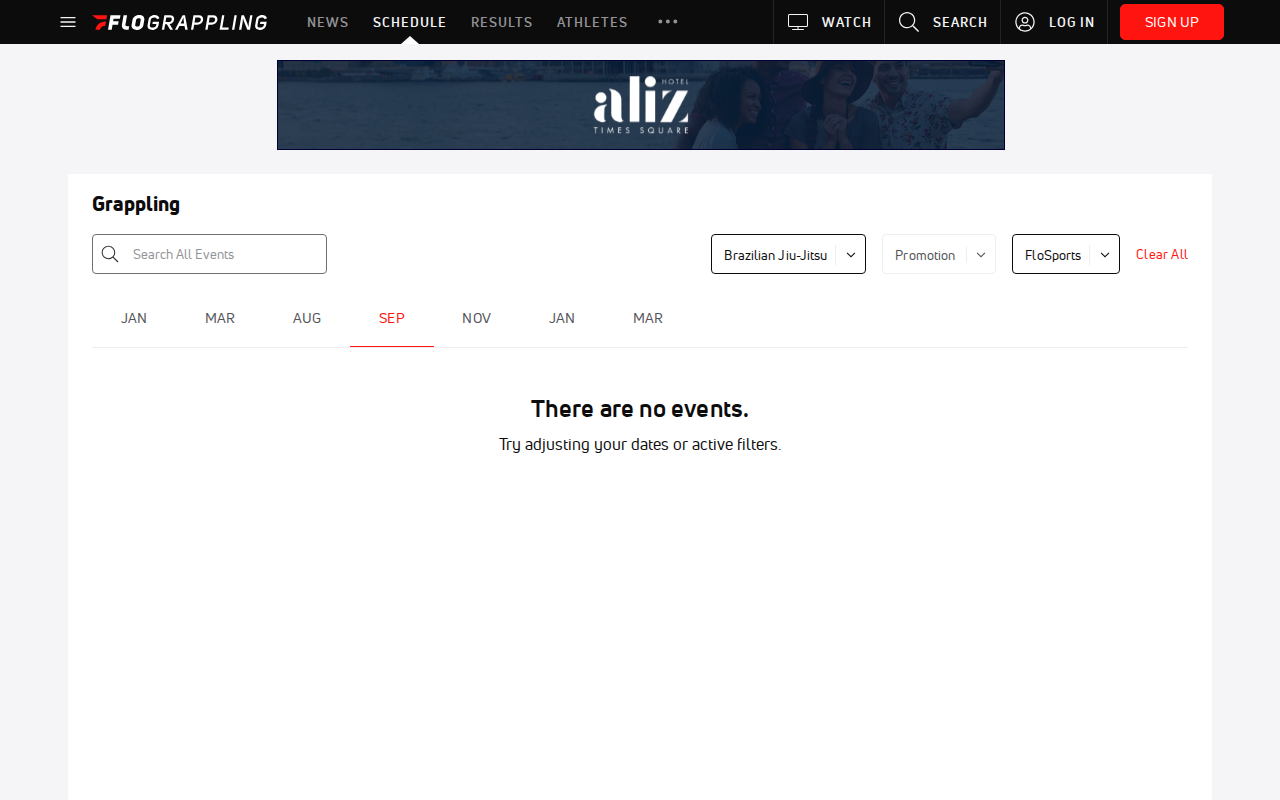 FLOGRAPPLING
NEWS
SCHEDULE
RESULTS
ATHLETES
WATCH
SEARCH
LOG IN
SIGN UP
HOTEL
aliz
TIMES SQUARE
Grappling
Search All Events
Brazilian Jiu-Jitsu
Promotion
FloSports
Clear All
JAN
MAR
AUG
SEP
NOV
JAN
MAR
There are no events.
Try adjusting your dates or active filters.